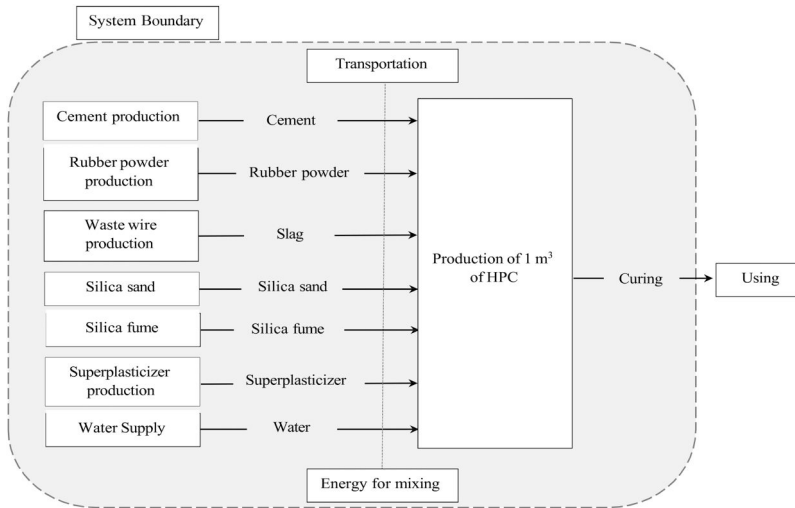 System Boundary
Transportation
Cement production
Cement
Rubber powder
production
Rubber powder
Waste wire
production
Slag
Production of 1 m³
of HPC
Curing
Using
Silica sand
Silica sand
Silica fume
Silica fume
Superplasticizer
production
Superplasticizer
Water Supply
Water
Energy for mixing